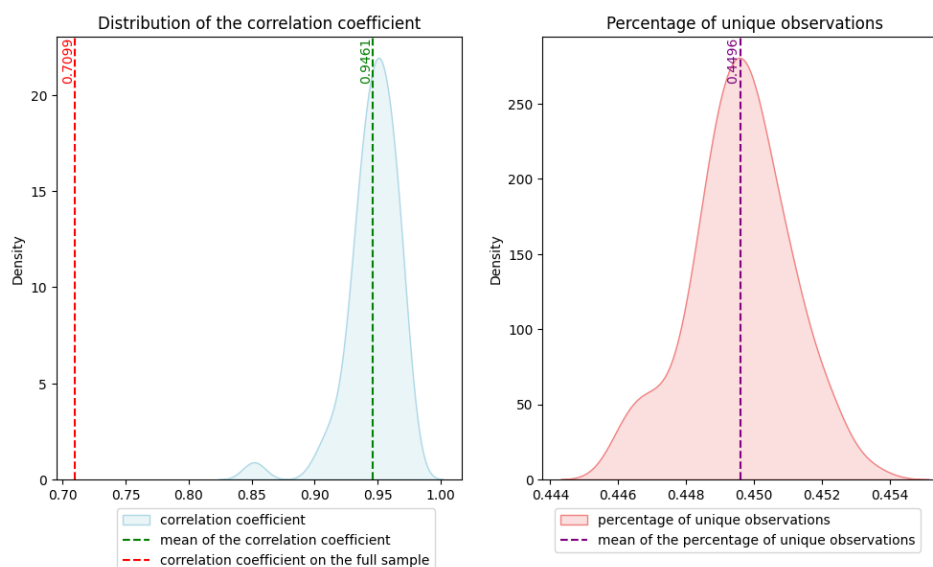 Distribution of the correlation coefficient
Percentage of unique observations
0.7099
0.9461
0.4496
Density
20
15
10
5
0
0.70 0.75 0.80 0.85 0.90 0.95 1.00
Density
250
200
150
100
50
0
0.444 0.446 0.448 0.450 0.452 0.454
correlation coefficient
mean of the correlation coefficient
correlation coefficient on the full sample
percentage of unique observations
mean of the percentage of unique observations